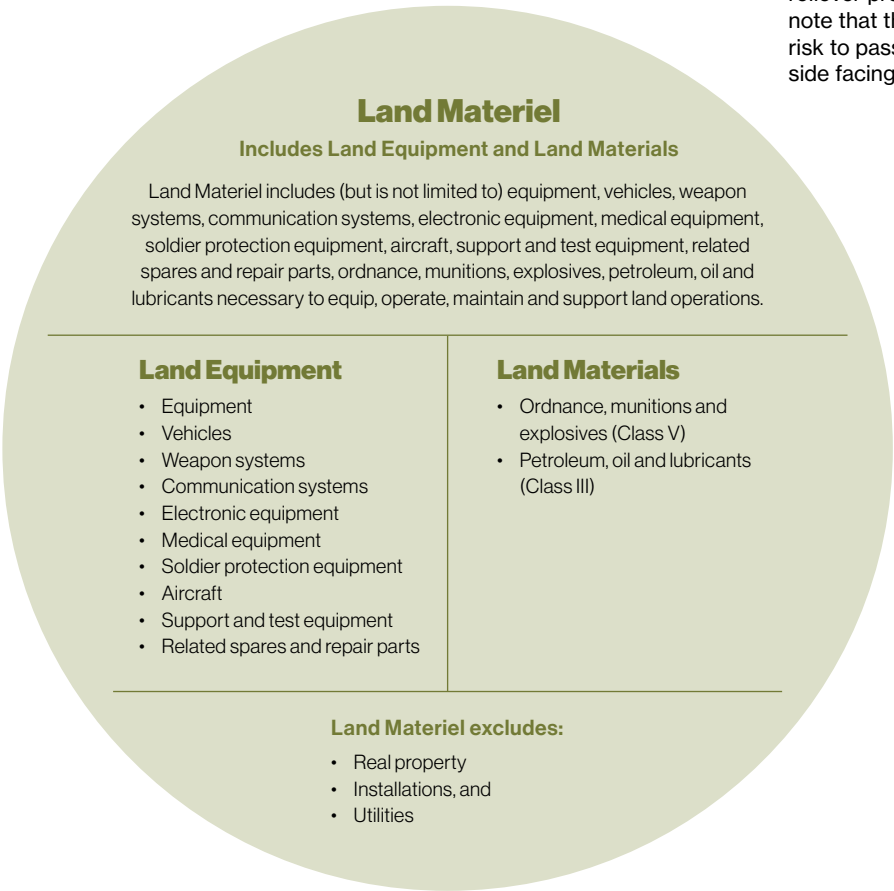 note that th
risk to pass
side facing
Land Materiel
Includes Land Equipment and Land Materials
Land Materiel includes (but is not limited to) equipment, vehicles, weapon
systems, communication systems, electronic equipment, medical equipment,
soldier protection equipment, aircraft, support and test equipment, related
spares and repair parts, ordnance, munitions, explosives, petroleum, oil and
lubricants necessary to equip, operate, maintain and support land operations.
Land Equipment
• Equipment
• Vehicles
• Weapon systems
• Communication systems
• Electronic equipment
• Medical equipment
• Soldier protection equipment
• Aircraft
• Support and test equipment
• Related spares and repair parts
Land Materials
• Ordnance, munitions and
explosives (Class V)
• Petroleum, oil and lubricants
(Class III)
Land Materiel excludes:
• Real property
• Installations, and
• Utilities